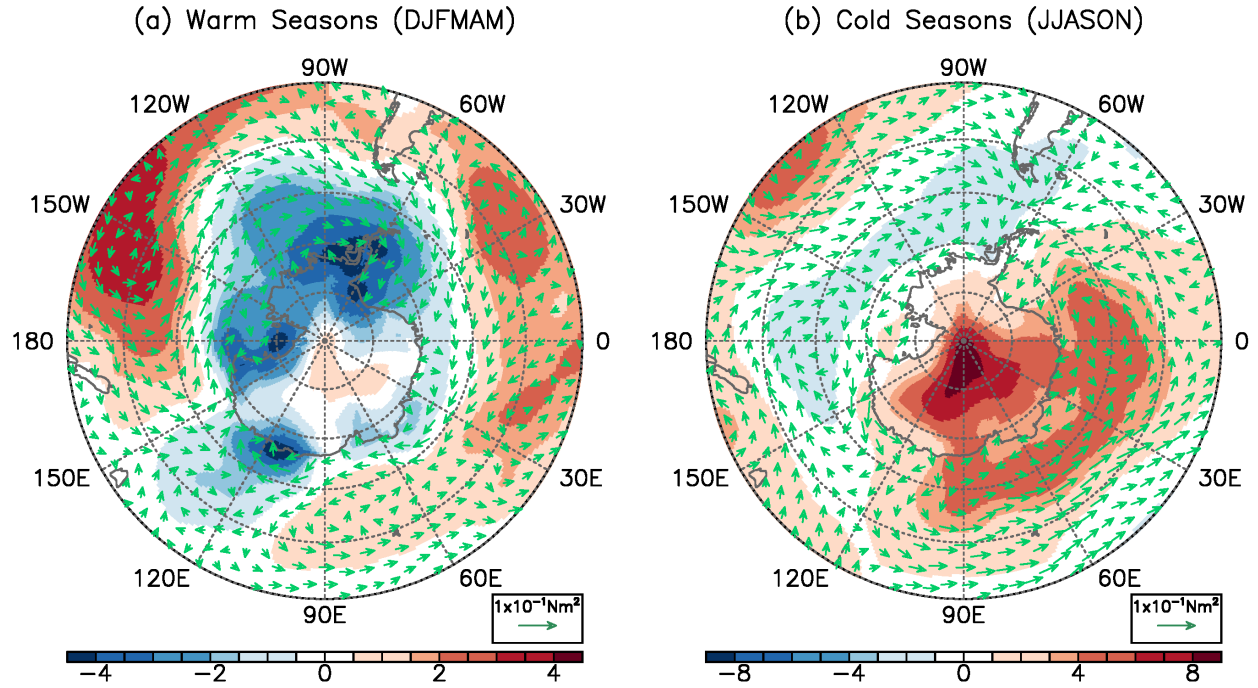 (a) Warm Seasons (DJFMAM)
(b) Cold Seasons (JJASON)
90W
90W
120W
60W
120W
60W
150W
30W
150W
30W
180
0
180
0
150E
30E
150E
30E
120E
60E
120E
60E
90E
90E
1x10⁻¹Nm²
1x10⁻¹Nm²
−4
−2
0
2
4
−8
−4
0
4
8